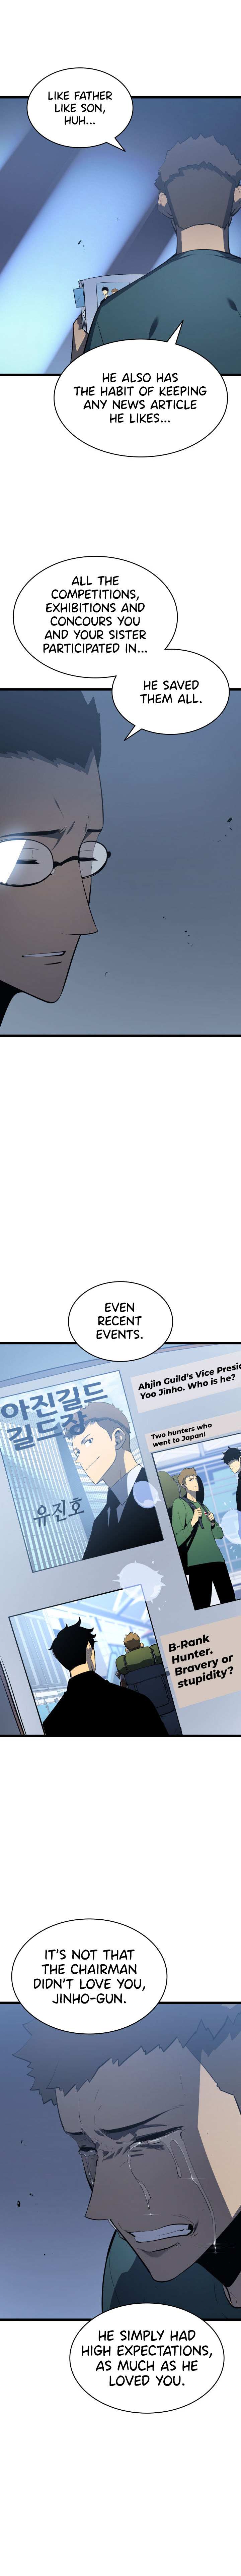 LIKE FATHER
LIKE SON,
HUH...
HE ALSO HAS
THE HABIT OF KEEPING
ANY NEWS ARTICLE
HE LIKES...
ALL THE
COMPETITIONS,
EXHIBITIONS AND
CONCOURS YOU
AND YOUR SISTER
PARTICIPATED IN...
HE SAVED
THEM ALL.
EVEN
RECENT
EVENTS.
아진길드
길드장
유진호
Ahjin Guild's Vice Presid
Yoo Jinho. Who is he?
Two hunters who
went to Japan!
B-Rank
Hunter.
Bravery or
stupidity?
IT'S NOT THAT
THE CHAIRMAN
DIDN'T LOVE YOU,
JINHO-GUN.
HE SIMPLY HAD
HIGH EXPECTATIONS,
AS MUCH AS HE
LOVED YOU.